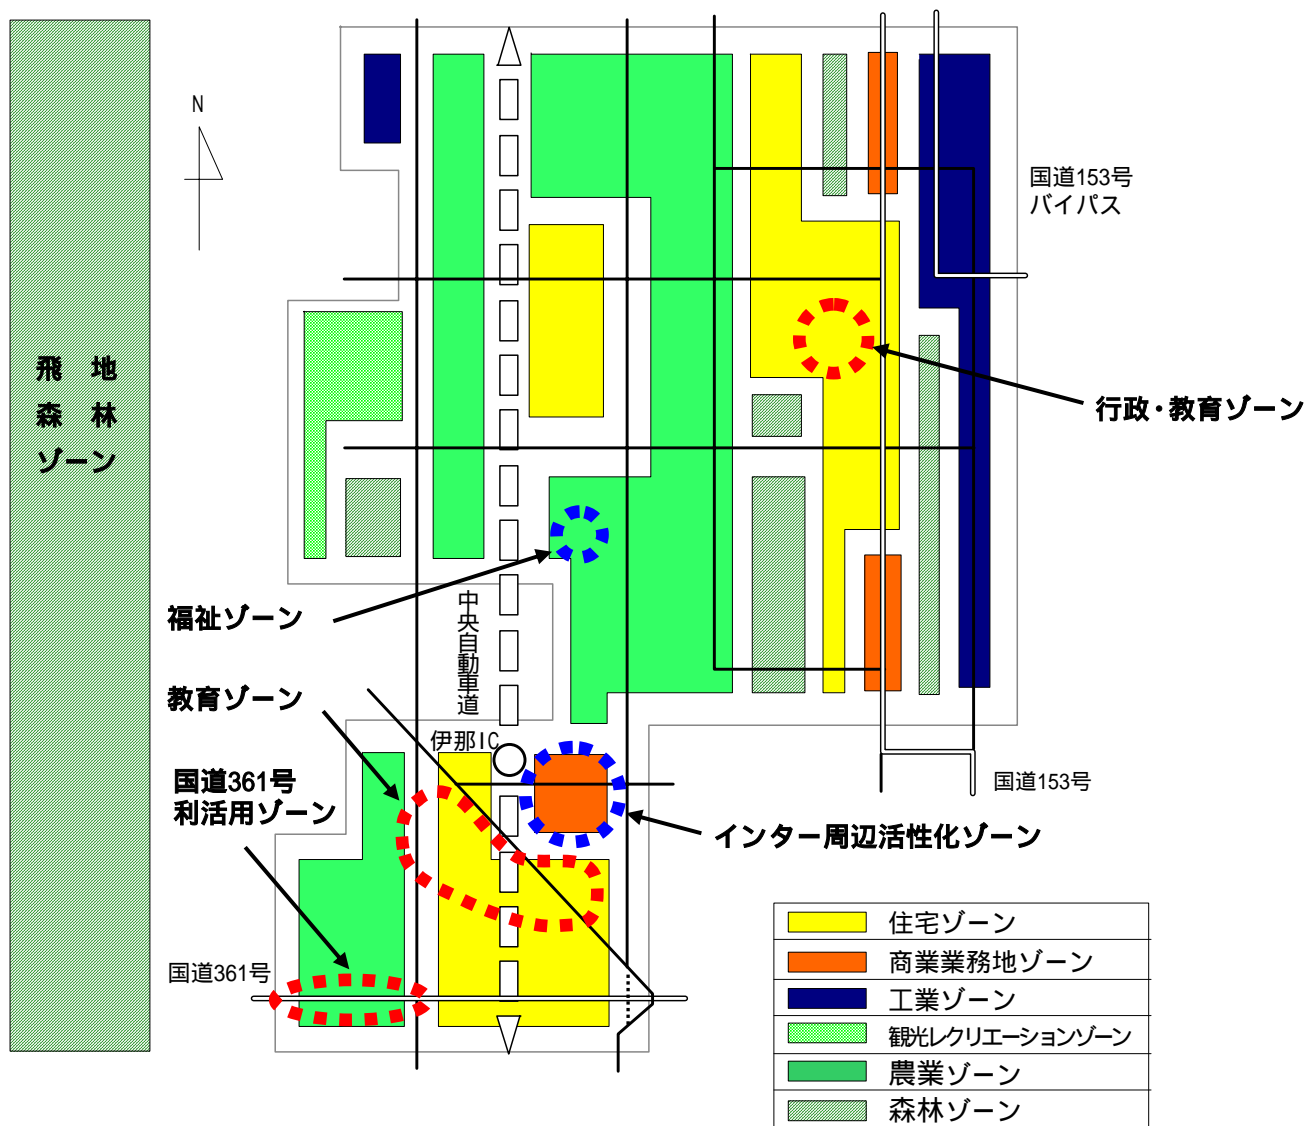 N
国道153号
バイパス
飛地
森林
ゾーン
行政・教育ゾーン
福祉ゾーン
中央自動車道
教育ゾーン
伊那IC
国道361号
利活用ゾーン
国道153号
インター周辺活性化ゾーン
国道361号
住宅ゾーン
商業業務地ゾーン
工業ゾーン
観光レクリエーションゾーン
農業ゾーン
森林ゾーン